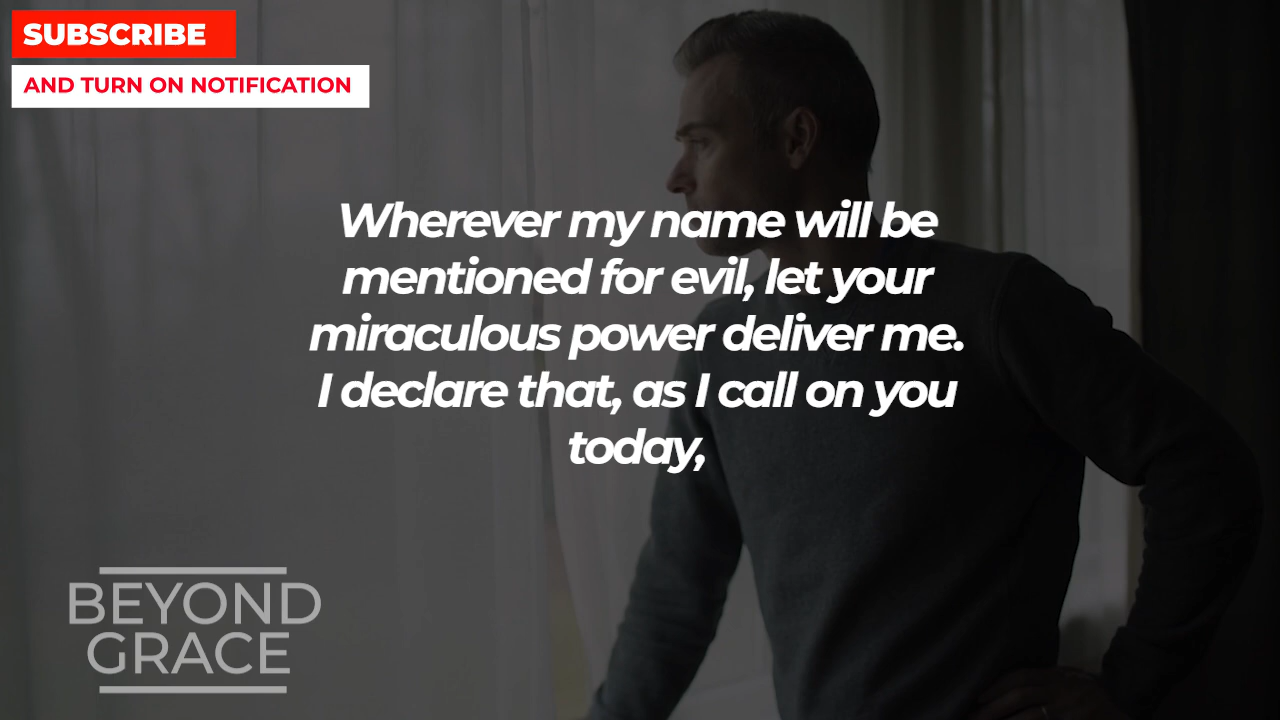 SUBSCRIBE
AND TURN ON NOTIFICATION
Wherever my name will be
mentioned for evil, let your
miraculous power deliver me.
I declare that, as I call on you
today,
BEYOND
GRACE